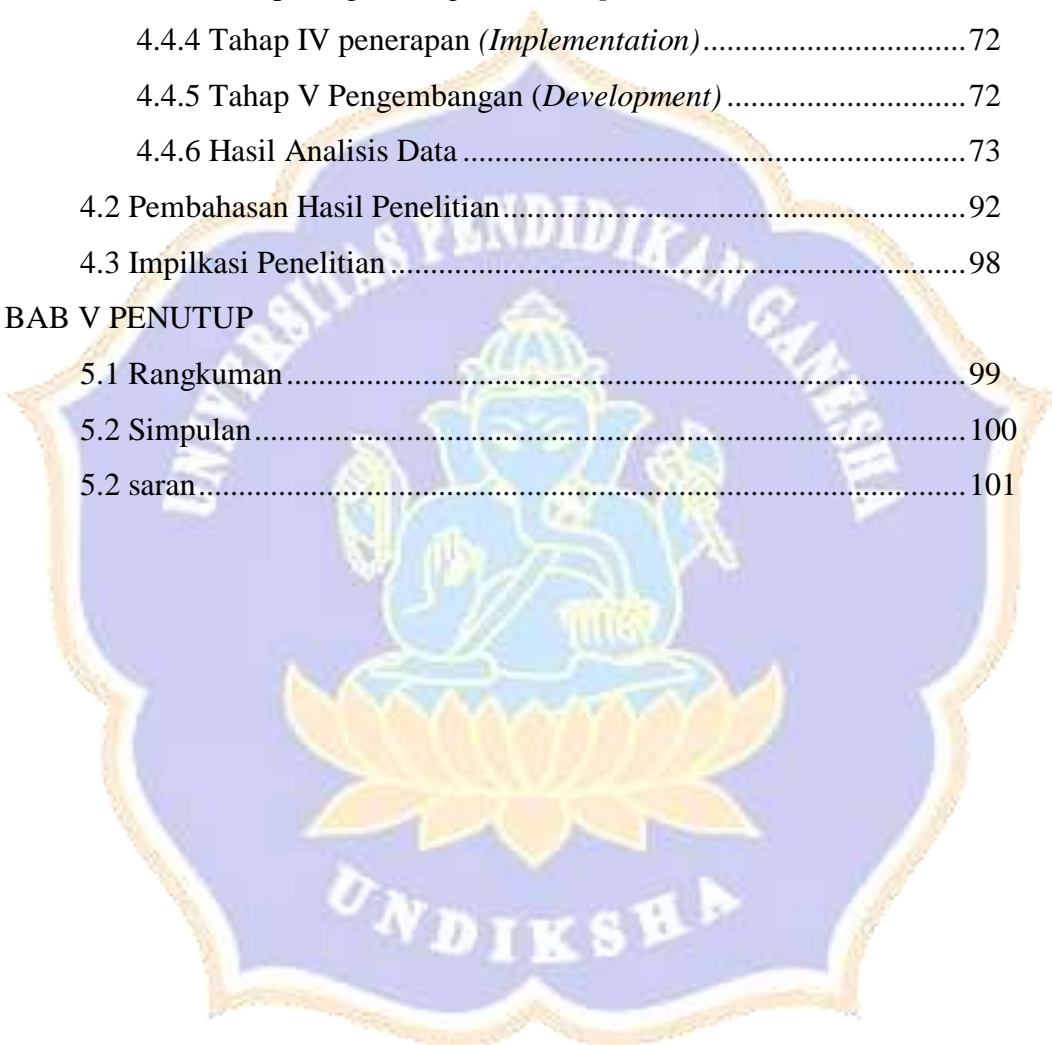 4.4.4 Tahap IV penerapan (Implementation)..................................72
4.4.5 Tahap V Pengembangan (Development)...............................72
4.4.6 Hasil Analisis Data.................................................................73
4.2 Pembahasan Hasil Penelitian...........................................................92
4.3 Impilkasi Penelitian.........................................................................98
BAB V PENUTUP
5.1 Rangkuman......................................................................................99
5.2 Simpulan..........................................................................................100
5.2 saran.................................................................................................101
UNIVERSITAS PENDIDIKAN GANESHA
UNDIKSHA